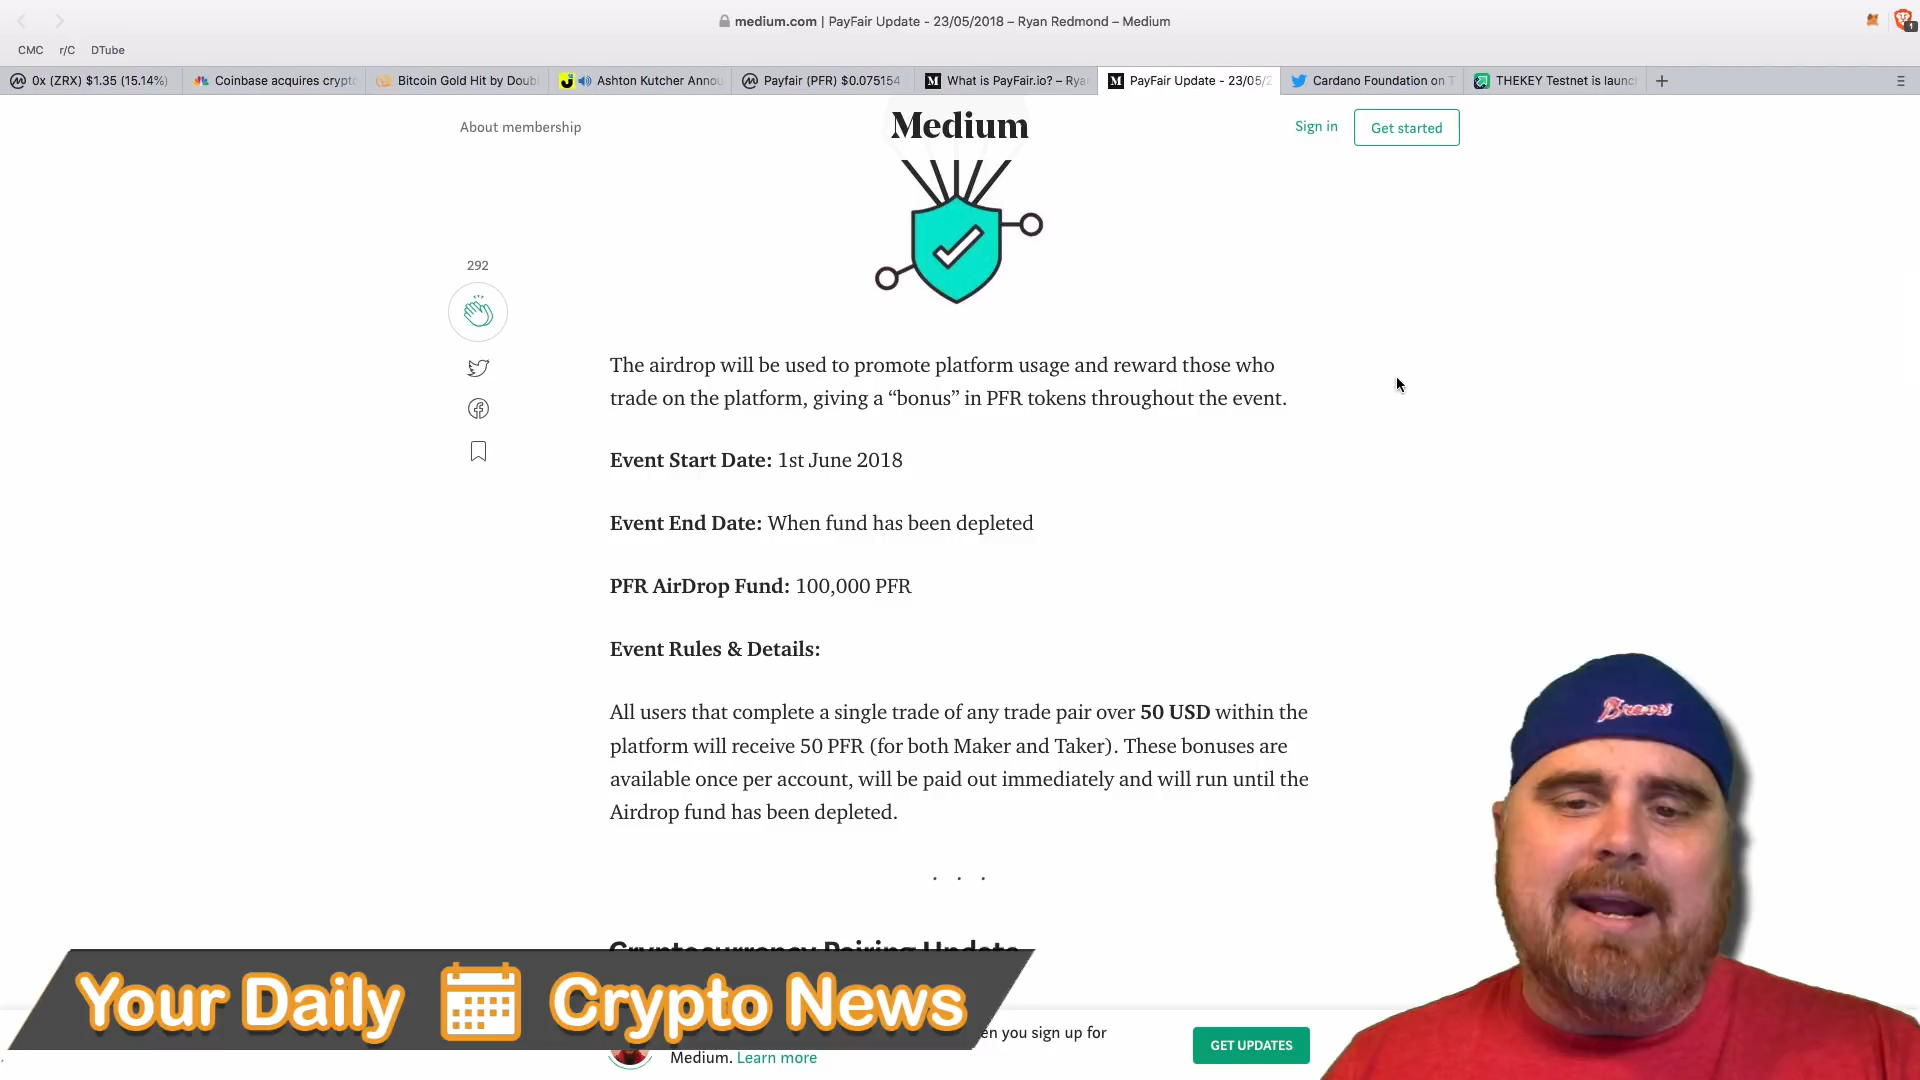 medium.com | PayFair Update - 23/05/2018 – Ryan Redmond – Medium
1
CMC r/C DTube
0x (ZRX) $1.35 (15.14%)
Coinbase acquires crypto
Bitcoin Gold Hit by Doubl
Ashton Kutcher Annou
Payfair (PFR) $0.075154
What is PayFair.io? – Rya
PayFair Update - 23/05/2
Cardano Foundation on T
THEKEY Testnet is launc
About membership
Medium
Sign in
Get started
292
The airdrop will be used to promote platform usage and reward those who
trade on the platform, giving a “bonus” in PFR tokens throughout the event.
Event Start Date: 1st June 2018
Event End Date: When fund has been depleted
PFR AirDrop Fund: 100,000 PFR
Event Rules & Details:
All users that complete a single trade of any trade pair over 50 USD within the
platform will receive 50 PFR (for both Maker and Taker). These bonuses are
available once per account, will be paid out immediately and will run until the
Airdrop fund has been depleted.
. . .
Cryptocurrency Pairing Update
Braves
Your Daily Crypto News
en you sign up for
Medium. Learn more
GET UPDATES